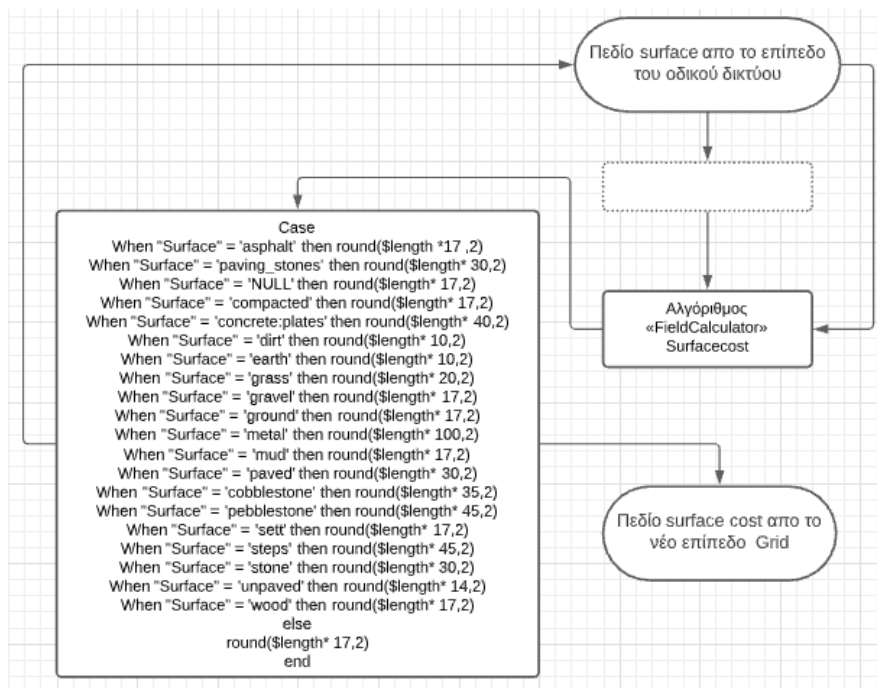 Πεδίο surface απο το επίπεδο
του οδικού δικτύου
Case
When "Surface" = 'asphalt' then round($length *17 ,2)
When "Surface" = 'paving_stones' then round($length* 30,2)
When "Surface" = 'NULL' then round($length* 17,2)
When "Surface" = 'compacted' then round($length* 17,2)
When "Surface" = 'concrete:plates' then round($length* 40,2)
When "Surface" = 'dirt' then round($length* 10,2)
When "Surface" = 'earth' then round($length* 10,2)
When "Surface" = 'grass' then round($length* 20,2)
When "Surface" = 'gravel' then round($length* 17,2)
When "Surface" = 'ground' then round($length* 17,2)
When "Surface" = 'metal' then round($length* 100,2)
When "Surface" = 'mud' then round($length* 17,2)
When "Surface" = 'paved' then round($length* 30,2)
When "Surface" = 'cobblestone' then round($length* 35,2)
When "Surface" = 'pebblestone' then round($length* 45,2)
When "Surface" = 'sett' then round($length* 17,2)
When "Surface" = 'steps' then round($length* 45,2)
When "Surface" = 'stone' then round($length* 30,2)
When "Surface" = 'unpaved' then round($length* 14,2)
When "Surface" = 'wood' then round($length* 17,2)
else
round($length* 17,2)
end
Αλγόριθμος
«FieldCalculator»
Surfacecost
Πεδίο surface cost απο το
νέο επίπεδο Grid